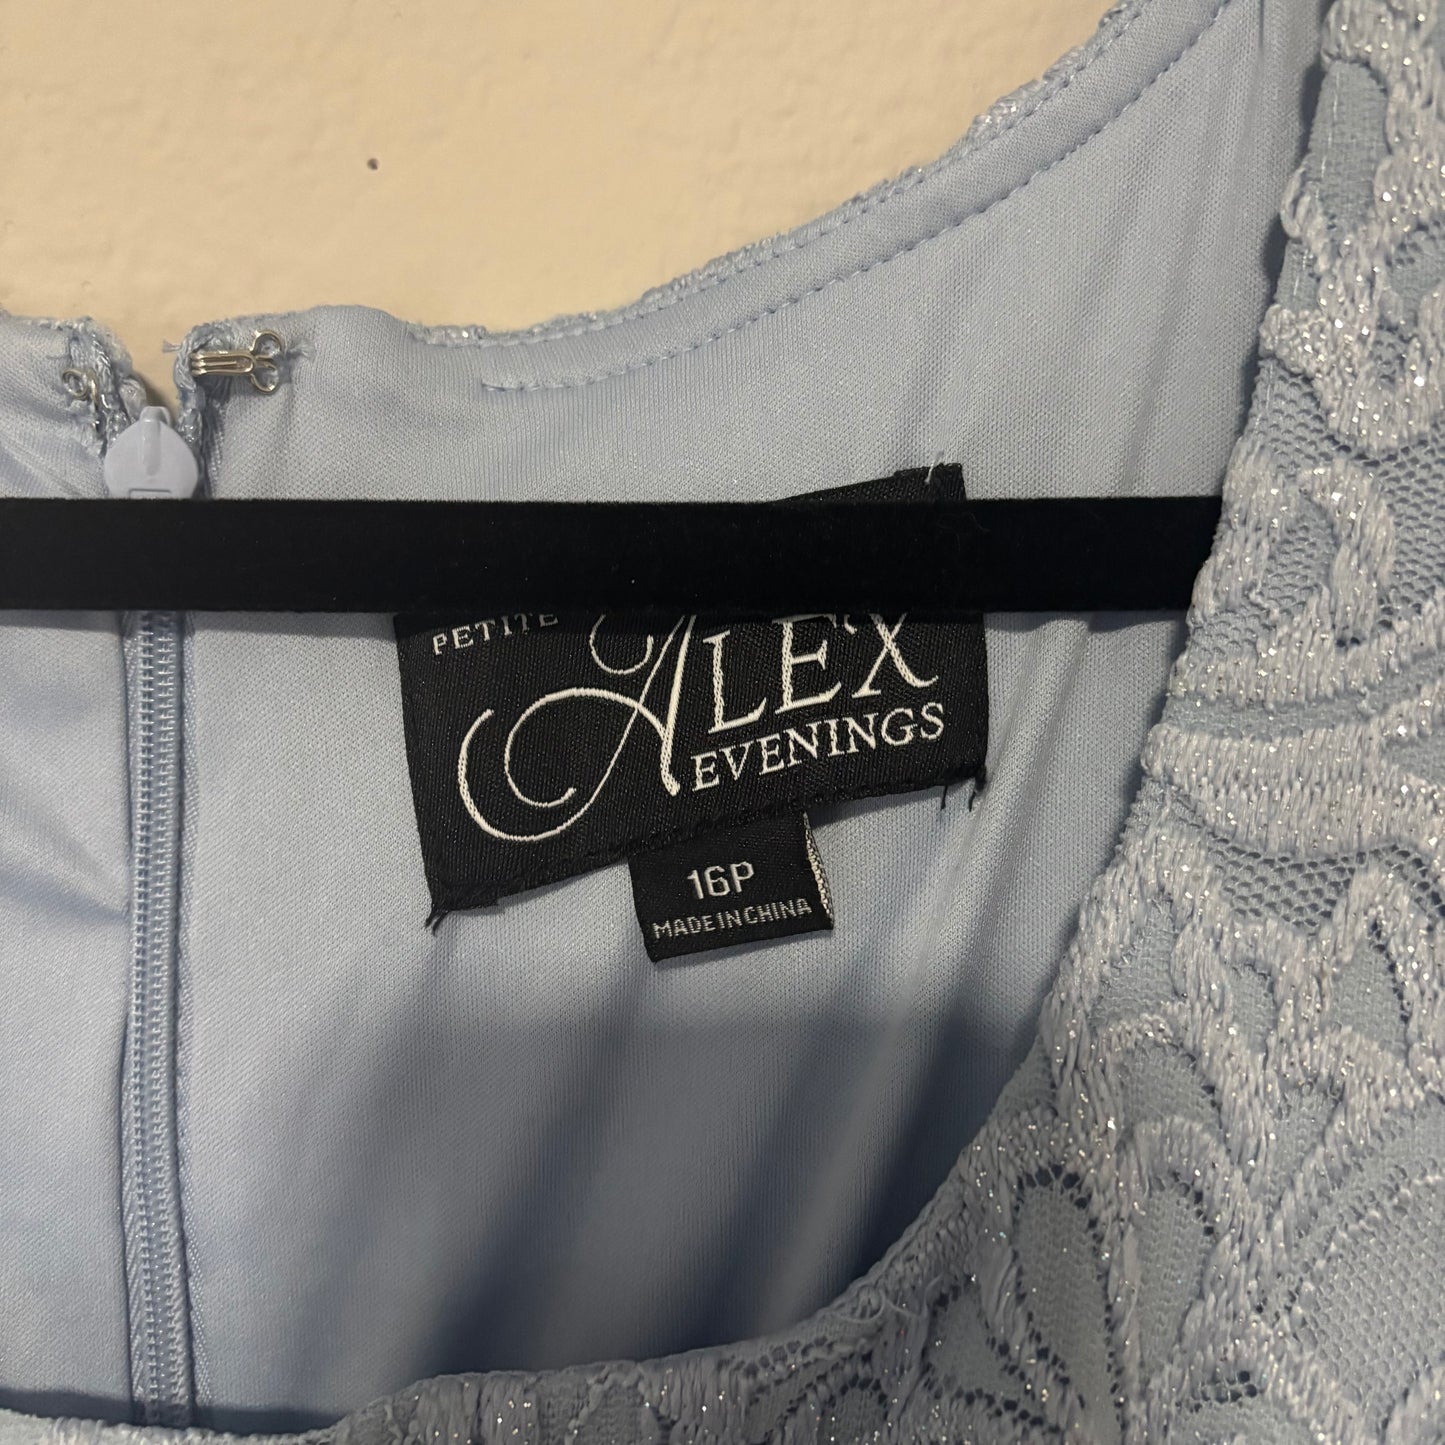 PETITE
ALEX
EVENINGS
16P
MADE IN CHINA